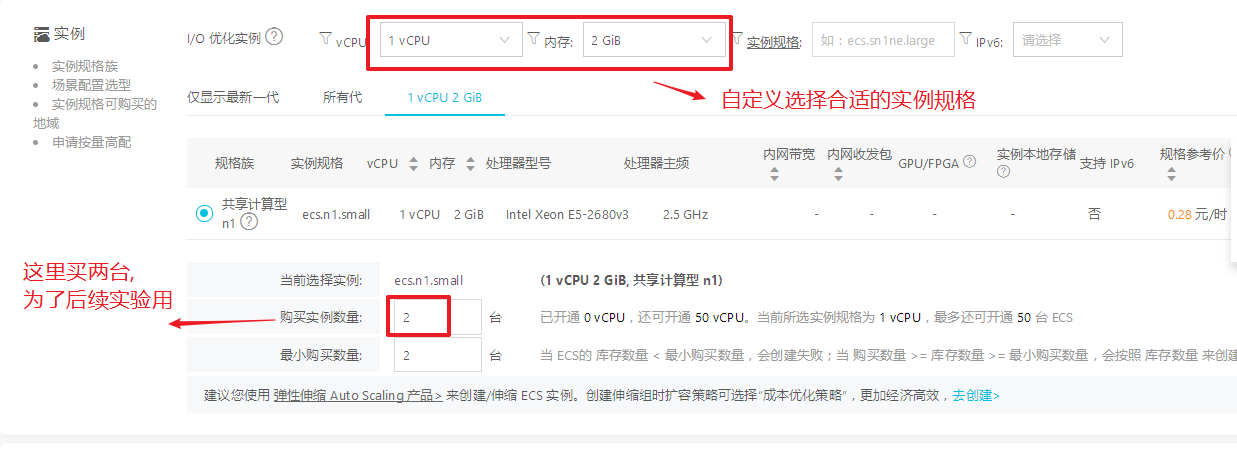 实例
实例规格族
场景配置选型
实例规格可购买的
地域
申请按量高配
I/O 优化实例 ? vCPU: 1 vCPU 内存: 2 GiB 实例规格: 如：ecs.sn1ne.large IPv6: 请选择
自定义选择合适的实例规格
仅显示最新一代 所有代 1 vCPU 2 GiB
规格族 实例规格 vCPU 内存 处理器型号 处理器主频 内网带宽 内网收发包 GPU/FPGA ? 实例本地存储 ? 支持 IPv6 规格参考价
共享计算型
n1 ? ecs.n1.small 1 vCPU 2 GiB Intel Xeon E5-2680v3 2.5 GHz - - - - 否 0.28 元/时
这里买两台,
为了后续实验用
当前选择实例: ecs.n1.small (1 vCPU 2 GiB, 共享计算型 n1)
购买实例数量: 2 台 已开通 0 vCPU，还可开通 50 vCPU。当前所选实例规格为 1 vCPU，最多还可开通 50 台 ECS
最小购买数量: 2 台 当 ECS的 库存数量 < 最小购买数量，会创建失败；当 购买数量 >= 库存数量 >= 最小购买数量，会按照 库存数量 来创建
建议您使用 弹性伸缩 Auto Scaling 产品> 来创建/伸缩 ECS 实例。创建伸缩组时扩容策略可选择“成本优化策略”，更加经济高效，去创建>